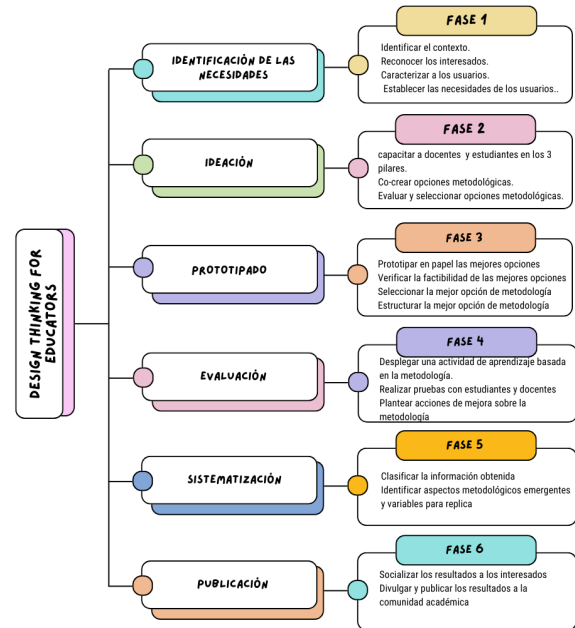 DESIGN THINKING FOR
EDUCATORS
IDENTIFICACIÓN DE LAS
NECESIDADES
FASE 1
Identificar el contexto.
Reconocer los interesados.
Caracterizar a los usuarios.
Establecer las necesidades de los usuarios..
IDEACIÓN
FASE 2
capacitar a docentes y estudiantes en los 3
pilares.
Co-crear opciones metodológicas.
Evaluar y seleccionar opciones metodológicas.
PROTOTIPADO
FASE 3
Prototipar en papel las mejores opciones
Verificar la factibilidad de las mejores opciones
Seleccionar la mejor opción de metodología
Estructurar la mejor opción de metodología
EVALUACIÓN
FASE 4
Desplegar una actividad de aprendizaje basada
en la metodología.
Realizar pruebas con estudiantes y docentes
Plantear acciones de mejora sobre la
metodología
SISTEMATIZACIÓN
FASE 5
Clasificar la información obtenida
Identificar aspectos metodológicos emergentes
y variables para replica
PUBLICACIÓN
FASE 6
Socializar los resultados a los interesados
Divulgar y publicar los resultados a la
comunidad académica